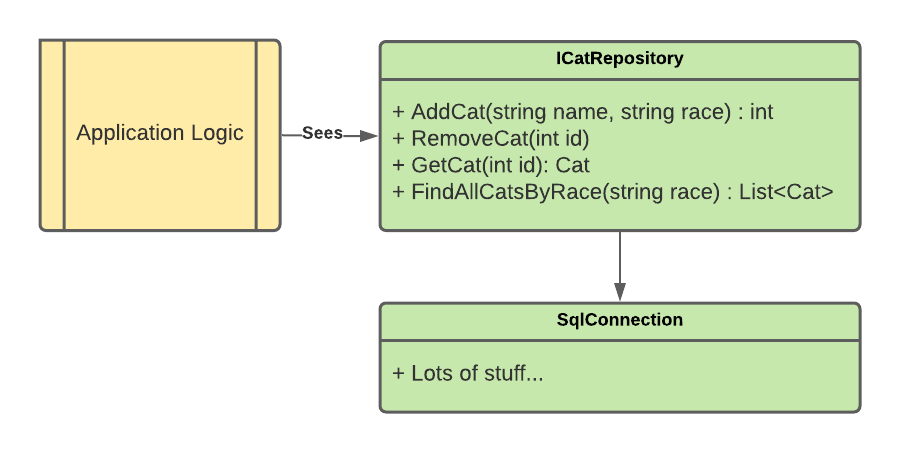 Application Logic
Sees
ICatRepository
+ AddCat(string name, string race) : int
+ RemoveCat(int id)
+ GetCat(int id): Cat
+ FindAllCatsByRace(string race) : List<Cat>
SqlConnection
+ Lots of stuff...